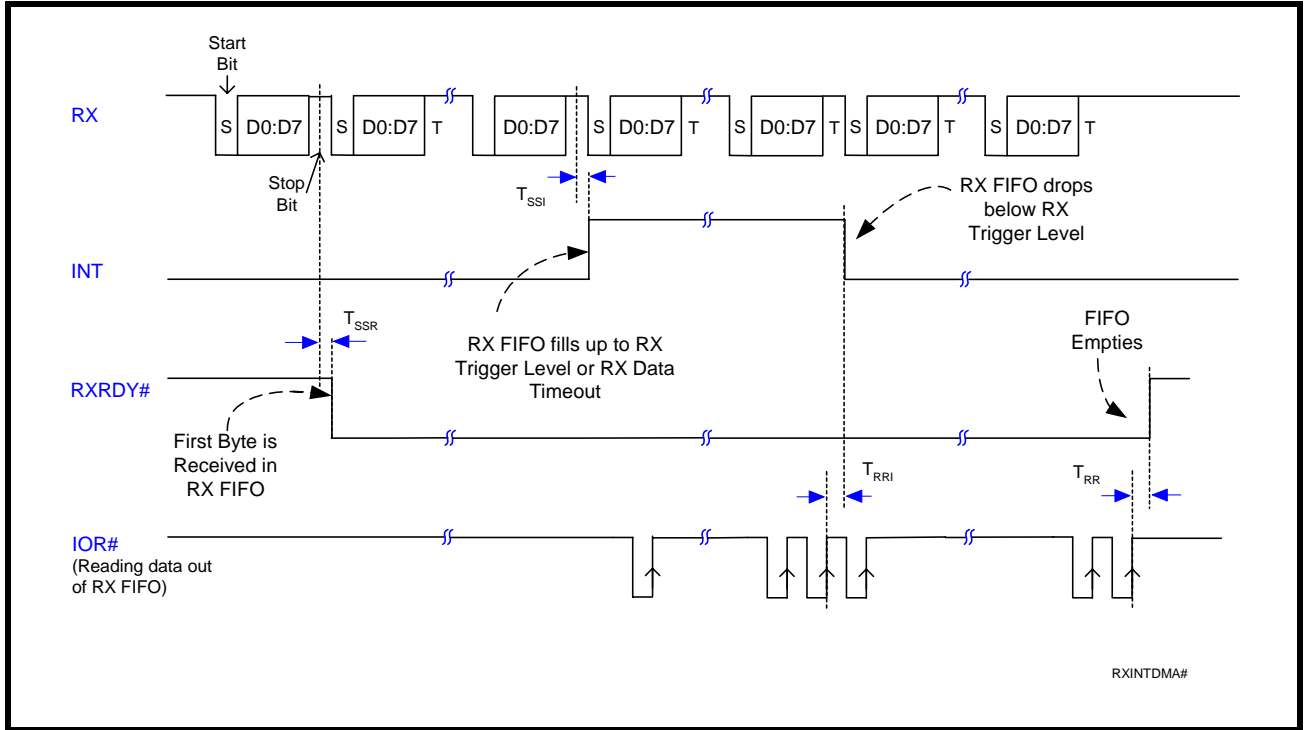 Start
Bit
RX
S D0:D7 S D0:D7 T D0:D7 S D0:D7 T S D0:D7 T S D0:D7 T S D0:D7 T
Stop
Bit
TSSI
RX FIFO drops
below RX
Trigger Level
INT
TSSR
RX FIFO fills up to RX
Trigger Level or RX Data
Timeout
FIFO
Empties
RXRDY#
First Byte is
Received in
RX FIFO
TRRI
TRR
IOR#
(Reading data out
of RX FIFO)
RXINTDMA#